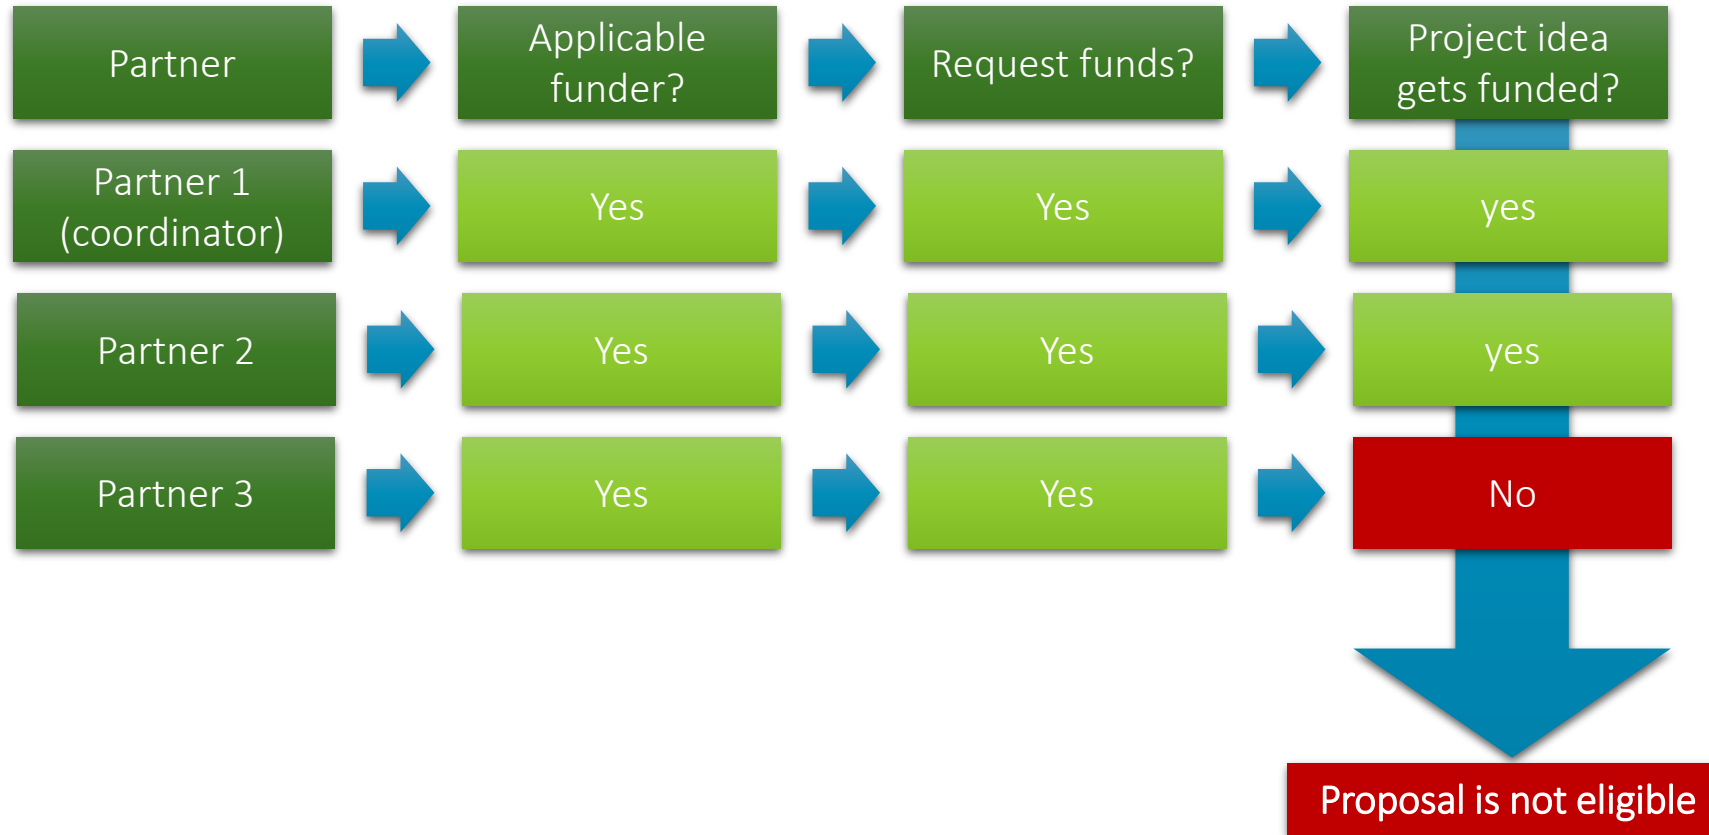 Partner
Applicable
funder?
Request funds?
Project idea
gets funded?
Partner 1
(coordinator)
Yes
Yes
yes
Partner 2
Yes
Yes
yes
Partner 3
Yes
Yes
No
Proposal is not eligible